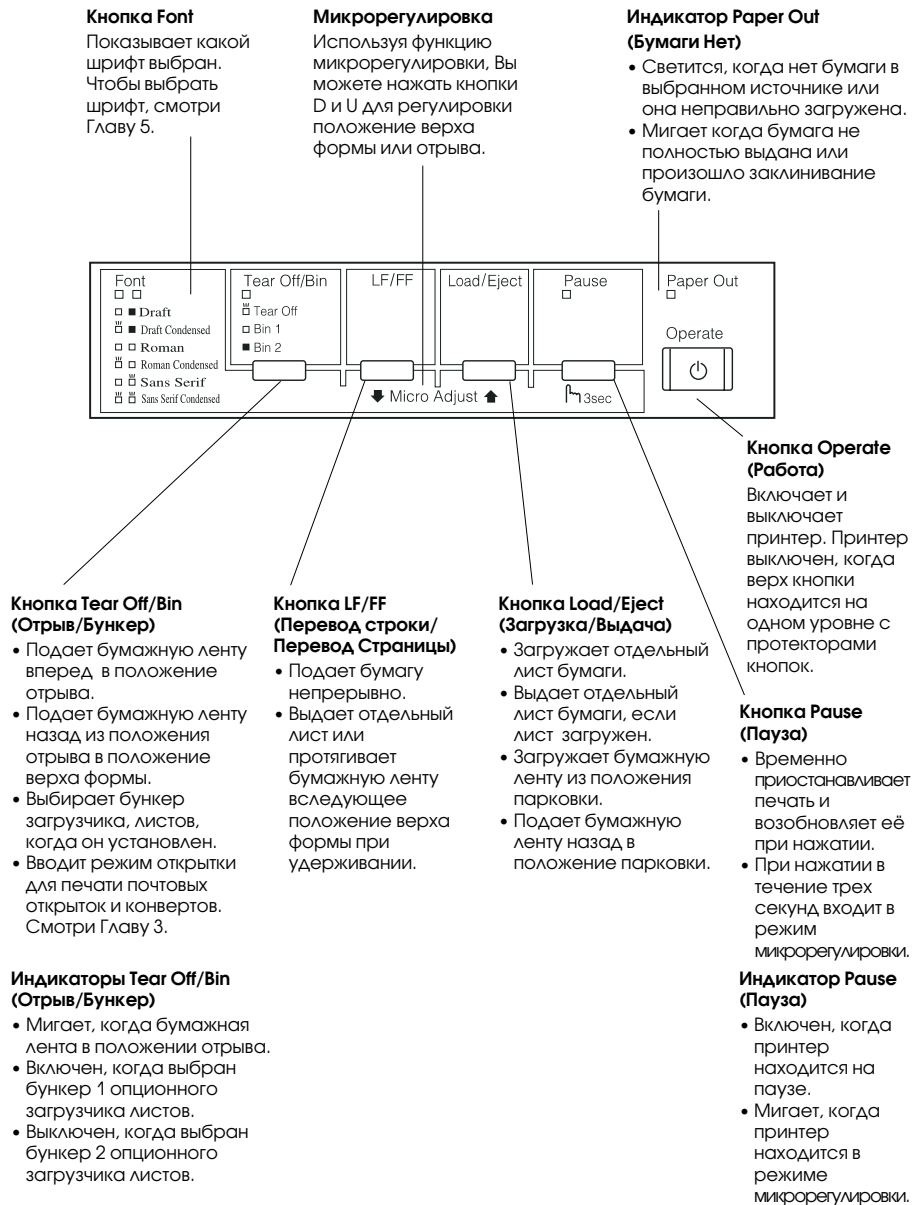 Кнопка Font
Показывает какой
шрифт выбран.
Чтобы выбрать
шрифт, смотри
Главу 5.
Микрорегулировка
Используя функцию
микрорегулировки, Вы
можете нажать кнопки
D и U для регулировки
положение верха
формы или отрыва.
Индикатор Paper Out
(Бумаги Нет)
• Светится, когда нет бумаги в
выбранном источнике или
она неправильно загружена.
• Мигает когда бумага не
полностью выдана или
произошло заклинивание
бумаги.
Font
Draft
Draft Condensed
Roman
Roman Condensed
Sans Serif
Sans Serif Condensed
Tear Off/Bin
Tear Off
Bin 1
Bin 2
LF/FF
Load/Eject
Pause
Paper Out
Operate
Micro Adjust
3sec
Кнопка Operate
(Работа)
Включает и
выключает
принтер. Принтер
выключен, когда
верх кнопки
находится на
одном уровне с
протекторами
кнопок.
Кнопка Tear Off/Bin
(Отрыв/Бункер)
• Подает бумажную ленту
вперед в положение
отрыва.
• Подает бумажную ленту
назад из положения
отрыва в положение
верха формы.
• Выбирает бункер
загрузчика, листов,
когда он установлен.
• Вводит режим открытки
для печати почтовых
открыток и конвертов.
Смотри Главу 3.
Кнопка LF/FF
(Перевод строки/
Перевод Страницы)
• Подает бумагу
непрерывно.
• Выдает отдельный
лист или
протягивает
бумажную ленту
вследующее
положение верха
формы при
удерживании.
Кнопка Load/Eject
(Загрузка/Выдача)
• Загружает отдельный
лист бумаги.
• Выдает отдельный
лист бумаги, если
лист загружен.
• Загружает бумажную
ленту из положения
парковки.
• Подает бумажную
ленту назад в
положение парковки.
Кнопка Pause
(Пауза)
• Временно
приостанавливает
печать и
возобновляет её
при нажатии.
• При нажатии в
течение трех
секунд входит в
режим
микрорегулировки.
Индикаторы Tear Off/Bin
(Отрыв/Бункер)
• Мигает, когда бумажная
лента в положении отрыва.
• Включен, когда выбран
бункер 1 опционного
загрузчика листов.
• Выключен, когда выбран
бункер 2 опционного
загрузчика листов.
Индикатор Pause
(Пауза)
• Включен, когда
принтер
находится на
паузе.
• Мигает, когда
принтер
находится в
режиме
микрорегулировки.